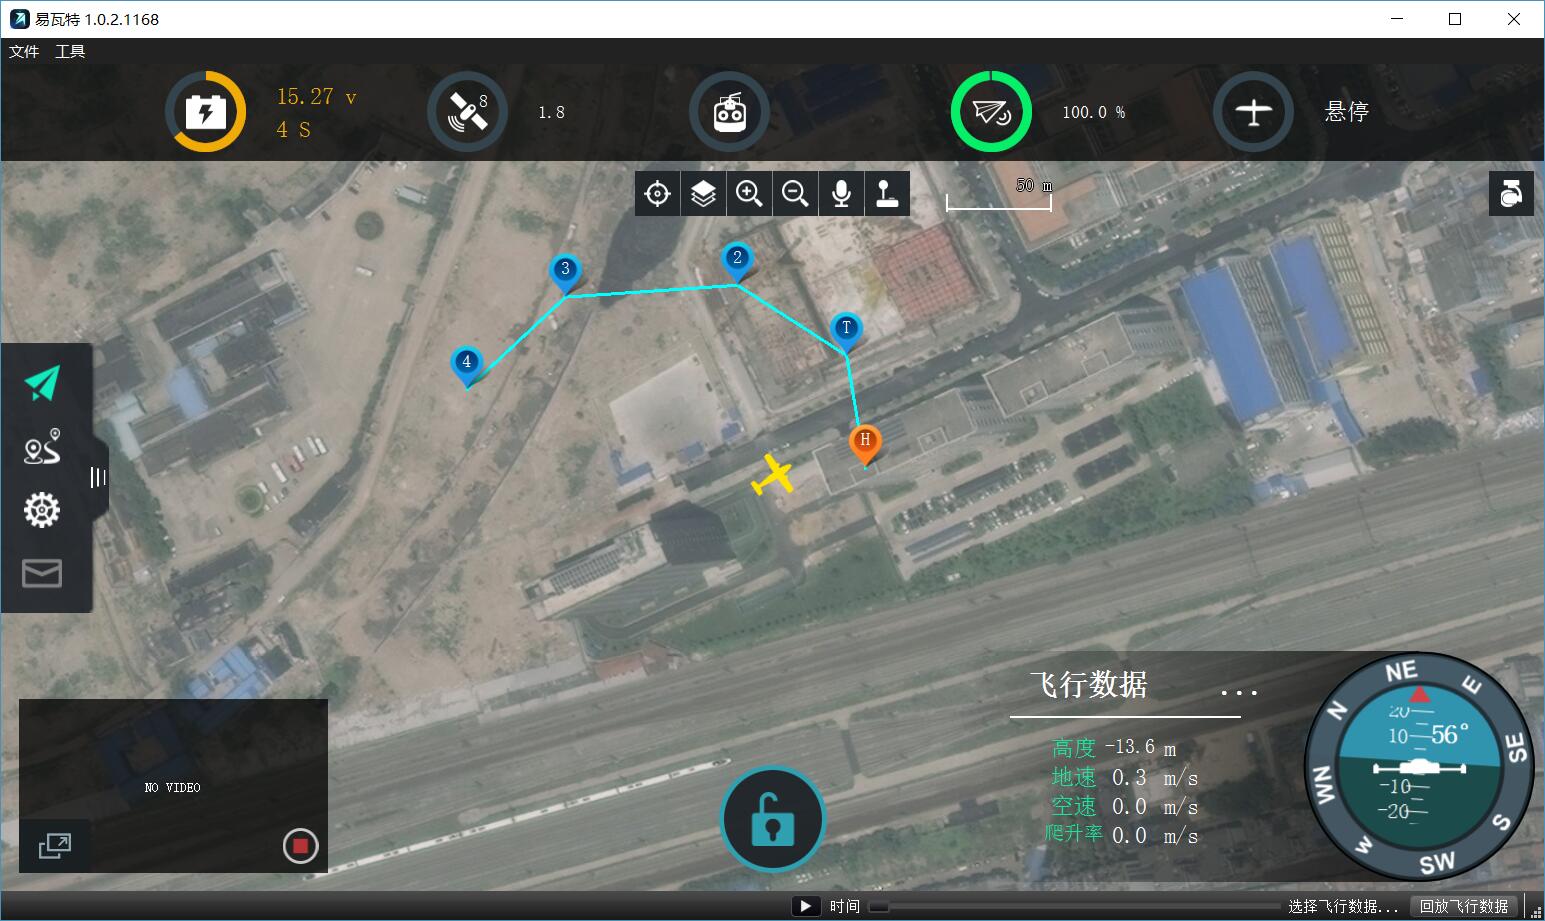 易瓦特 1.0.2.1168
文件 工具
15.27 v
4 S
8
1.8
100.0 %
悬停
50 m
3
2
T
4
H
飞行数据 ...
高度 -13.6 m
地速 0.3 m/s
空速 0.0 m/s
爬升率 0.0 m/s
N
NE
E
SE
S
SW
W
WN
20
10
56°
-10
-20
NO VIDEO
时间
选择飞行数据...
回放飞行数据